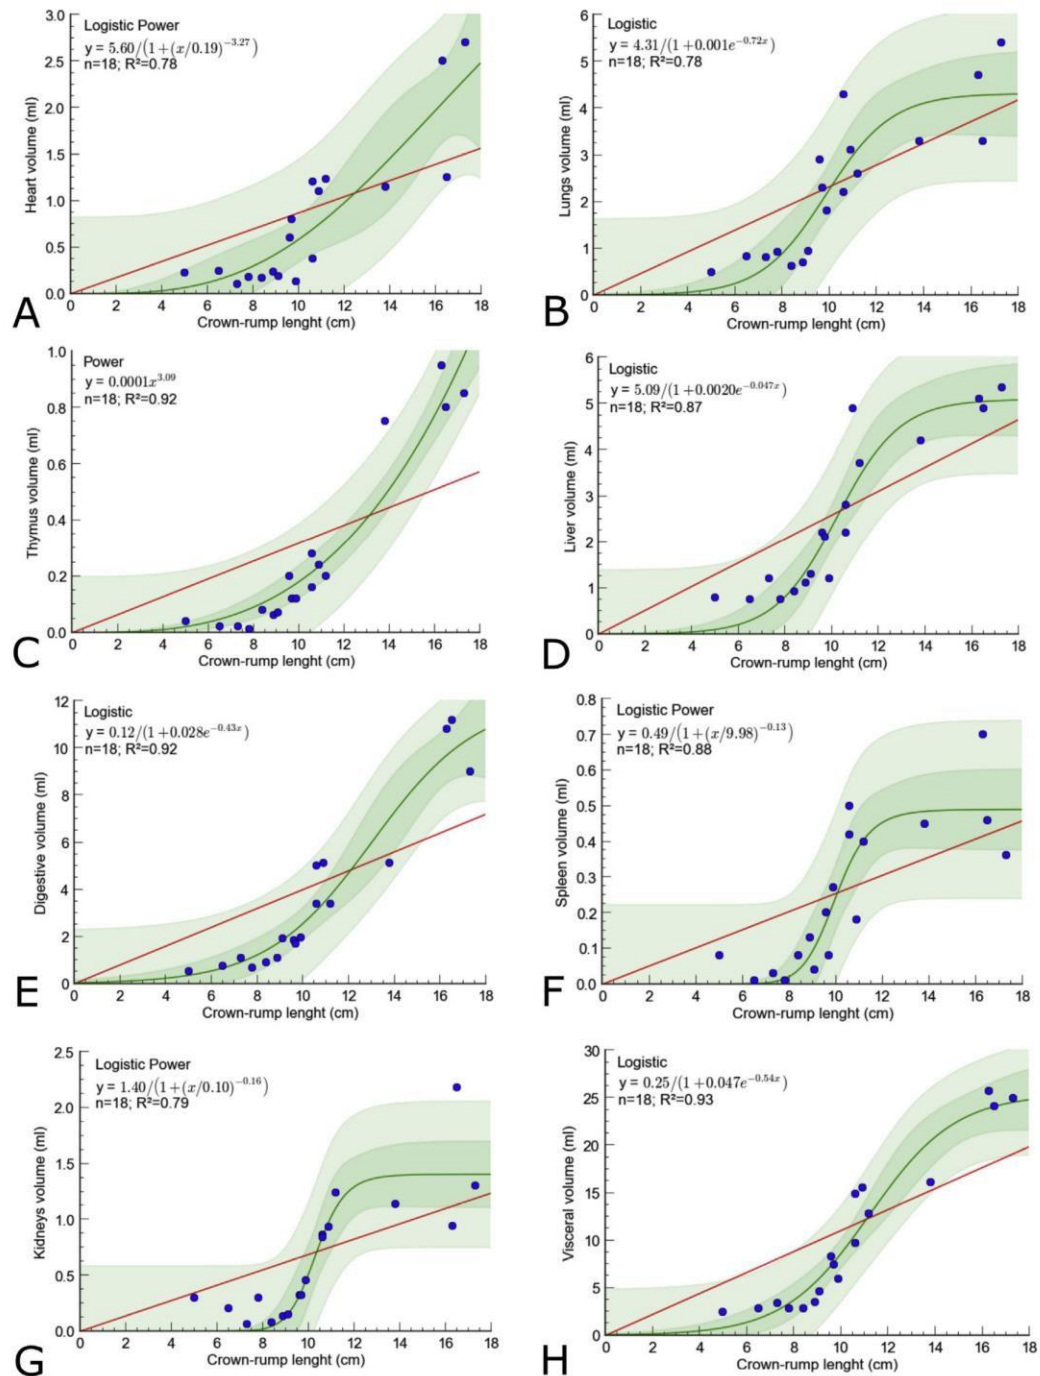 A
Logistic Power
y = 5.60/(1+(x/0.19)^−3.27)
n=18; R²=0.78
Heart volume (ml)
3.0
2.5
2.0
1.5
1.0
0.5
0.0
0 2 4 6 8 10 12 14 16 18
Crown-rump lenght (cm)
B
Logistic
y = 4.31/(1+0.001e^−0.72x)
n=18; R²=0.78
Lungs volume (ml)
6
5
4
3
2
1
0
0 2 4 6 8 10 12 14 16 18
Crown-rump lenght (cm)
C
Power
y = 0.0001x^3.09
n=18; R²=0.92
Thymus volume (ml)
1.0
0.8
0.6
0.4
0.2
0.0
0 2 4 6 8 10 12 14 16 18
Crown-rump lenght (cm)
D
Logistic
y = 5.09/(1+0.0020e^−0.047x)
n=18; R²=0.87
Liver volume (ml)
6
5
4
3
2
1
0
0 2 4 6 8 10 12 14 16 18
Crown-rump lenght (cm)
E
Logistic
y = 0.12/(1+0.028e^−0.43x)
n=18; R²=0.92
Digestive volume (ml)
12
10
8
6
4
2
0
0 2 4 6 8 10 12 14 16 18
Crown-rump lenght (cm)
F
Logistic Power
y = 0.49/(1+(x/9.98)^−0.13)
n=18; R²=0.88
Spleen volume (ml)
0.8
0.7
0.6
0.5
0.4
0.3
0.2
0.1
0.0
0 2 4 6 8 10 12 14 16 18
Crown-rump lenght (cm)
G
Logistic Power
y = 1.40/(1+(x/0.10)^−0.16)
n=18; R²=0.79
Kidneys volume (ml)
2.5
2.0
1.5
1.0
0.5
0.0
0 2 4 6 8 10 12 14 16 18
Crown-rump lenght (cm)
H
Logistic
y = 0.25/(1+0.047e^−0.54x)
n=18; R²=0.93
Visceral volume (ml)
30
25
20
15
10
5
0
0 2 4 6 8 10 12 14 16 18
Crown-rump lenght (cm)